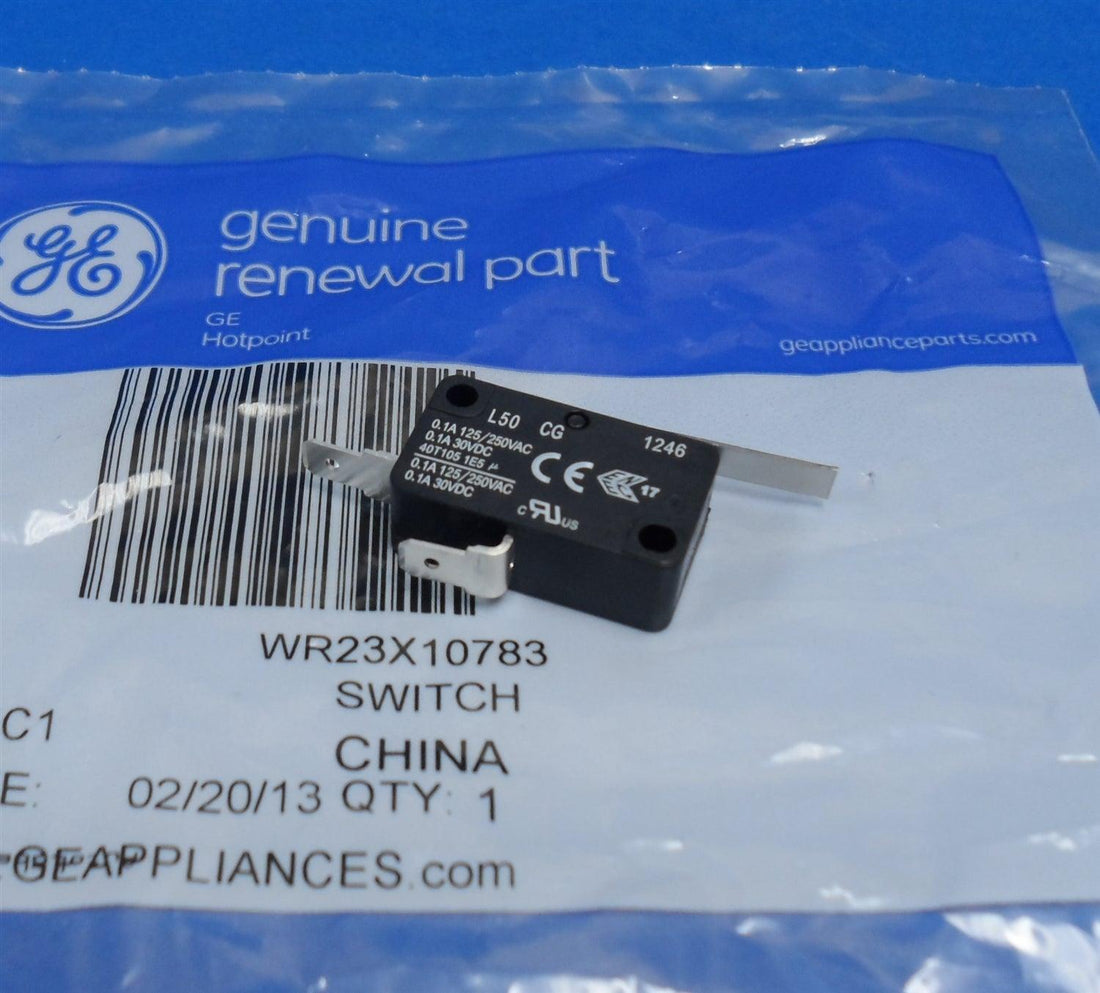 GE
genuine
renewal part
GE
Hotpoint
geapplianceparts.com
L50 CG 1246
0.1A 125/250VAC
0.1A 30VDC
40T105 1E5 µ
0.1A 125/250VAC
0.1A 30VDC
CE
17
c RU US
WR23X10783
SWITCH
C1
CHINA
E: 02/20/13 QTY: 1
GEAPPLIANCES.com